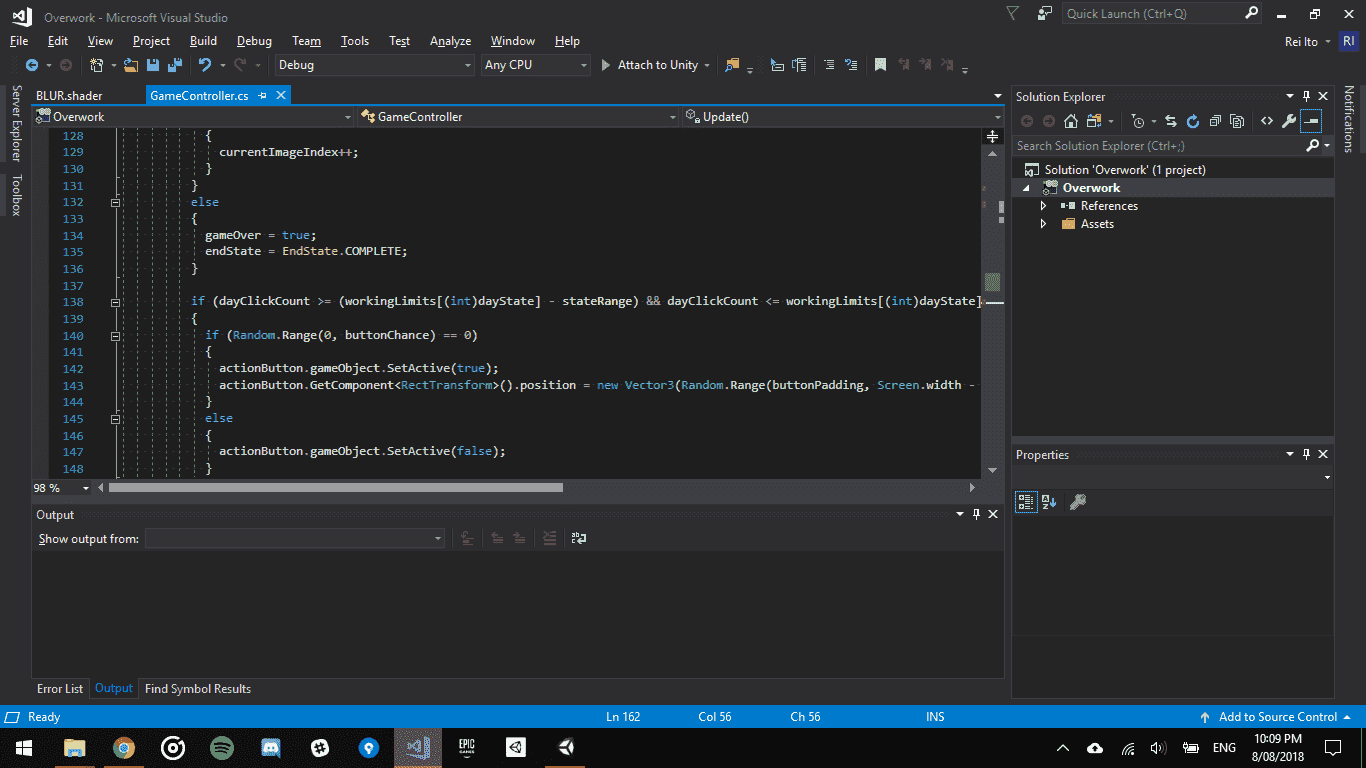 Overwork - Microsoft Visual Studio
Quick Launch (Ctrl+Q)
File Edit View Project Build Debug Team Tools Test Analyze Window Help
Rei Ito RI
Debug Any CPU Attach to Unity
Server Explorer
Toolbox
BLUR.shader GameController.cs
Overwork GameController Update()
128 {
129 currentImageIndex++;
130 }
131 }
132 else
133 {
134 gameOver = true;
135 endState = EndState.COMPLETE;
136 }
137
138 if (dayClickCount >= (workingLimits[(int)dayState] - stateRange) && dayClickCount <= workingLimits[(int)dayState]
139 {
140 if (Random.Range(0, buttonChance) == 0)
141 {
142 actionButton.gameObject.SetActive(true);
143 actionButton.GetComponent<RectTransform>().position = new Vector3(Random.Range(buttonPadding, Screen.width -
144 }
145 else
146 {
147 actionButton.gameObject.SetActive(false);
148 }
98 %
Output
Show output from:
Error List Output Find Symbol Results
Solution Explorer
Search Solution Explorer (Ctrl+;)
Solution 'Overwork' (1 project)
Overwork
References
Assets
Properties
Notifications
Ready Ln 162 Col 56 Ch 56 INS Add to Source Control
EPIC
GAMES
ENG
10:09 PM
8/08/2018